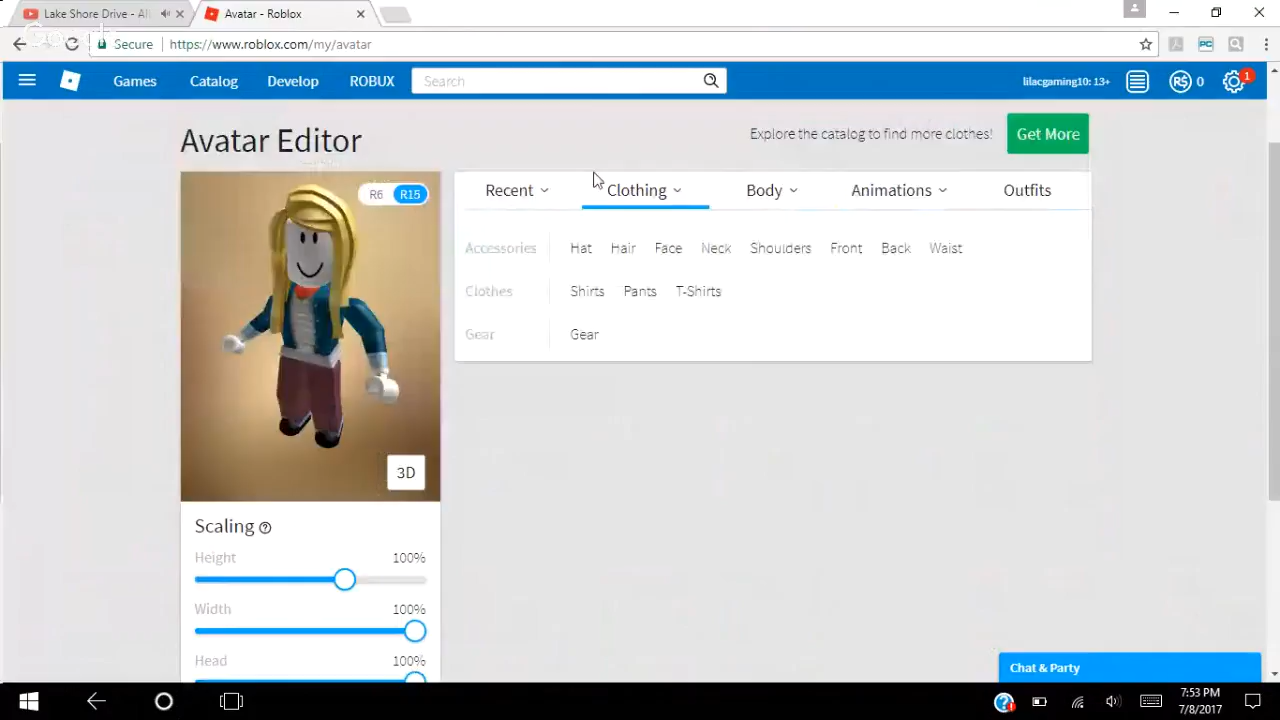 Lake Shore Drive - All
Avatar - Roblox
Secure https://www.roblox.com/my/avatar
PC
Games Catalog Develop ROBUX Search lilacgaming10: 13+ R$ 0 1
Avatar Editor
Explore the catalog to find more clothes! Get More
R6 R15
Recent Clothing Body Animations Outfits
Accessories Hat Hair Face Neck Shoulders Front Back Waist
Clothes Shirts Pants T-Shirts
Gear Gear
3D
Scaling ?
Height 100%
Width 100%
Head 100%
Chat & Party
7:53 PM
7/8/2017